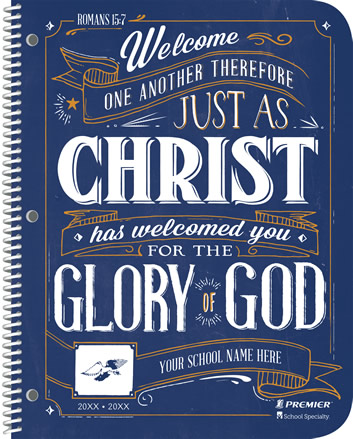 ROMANS 15:7
Welcome
ONE ANOTHER THEREFORE
JUST AS
CHRIST
has welcomed you
FOR THE
GLORY OF GOD
YOUR SCHOOL NAME HERE
20XX • 20XX
PREMIER
School Specialty.